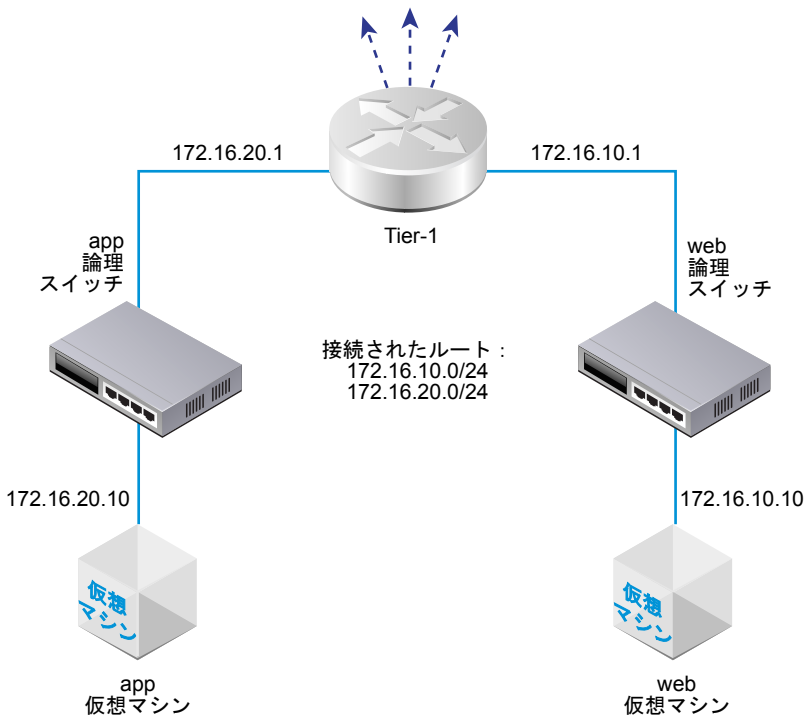 172.16.20.1
172.16.10.1
Tier-1
app
論理
スイッチ
web
論理
スイッチ
接続されたルート：
172.16.10.0/24
172.16.20.0/24
172.16.20.10
172.16.10.10
仮想
マシン
仮想
マシン
app
仮想マシン
web
仮想マシン